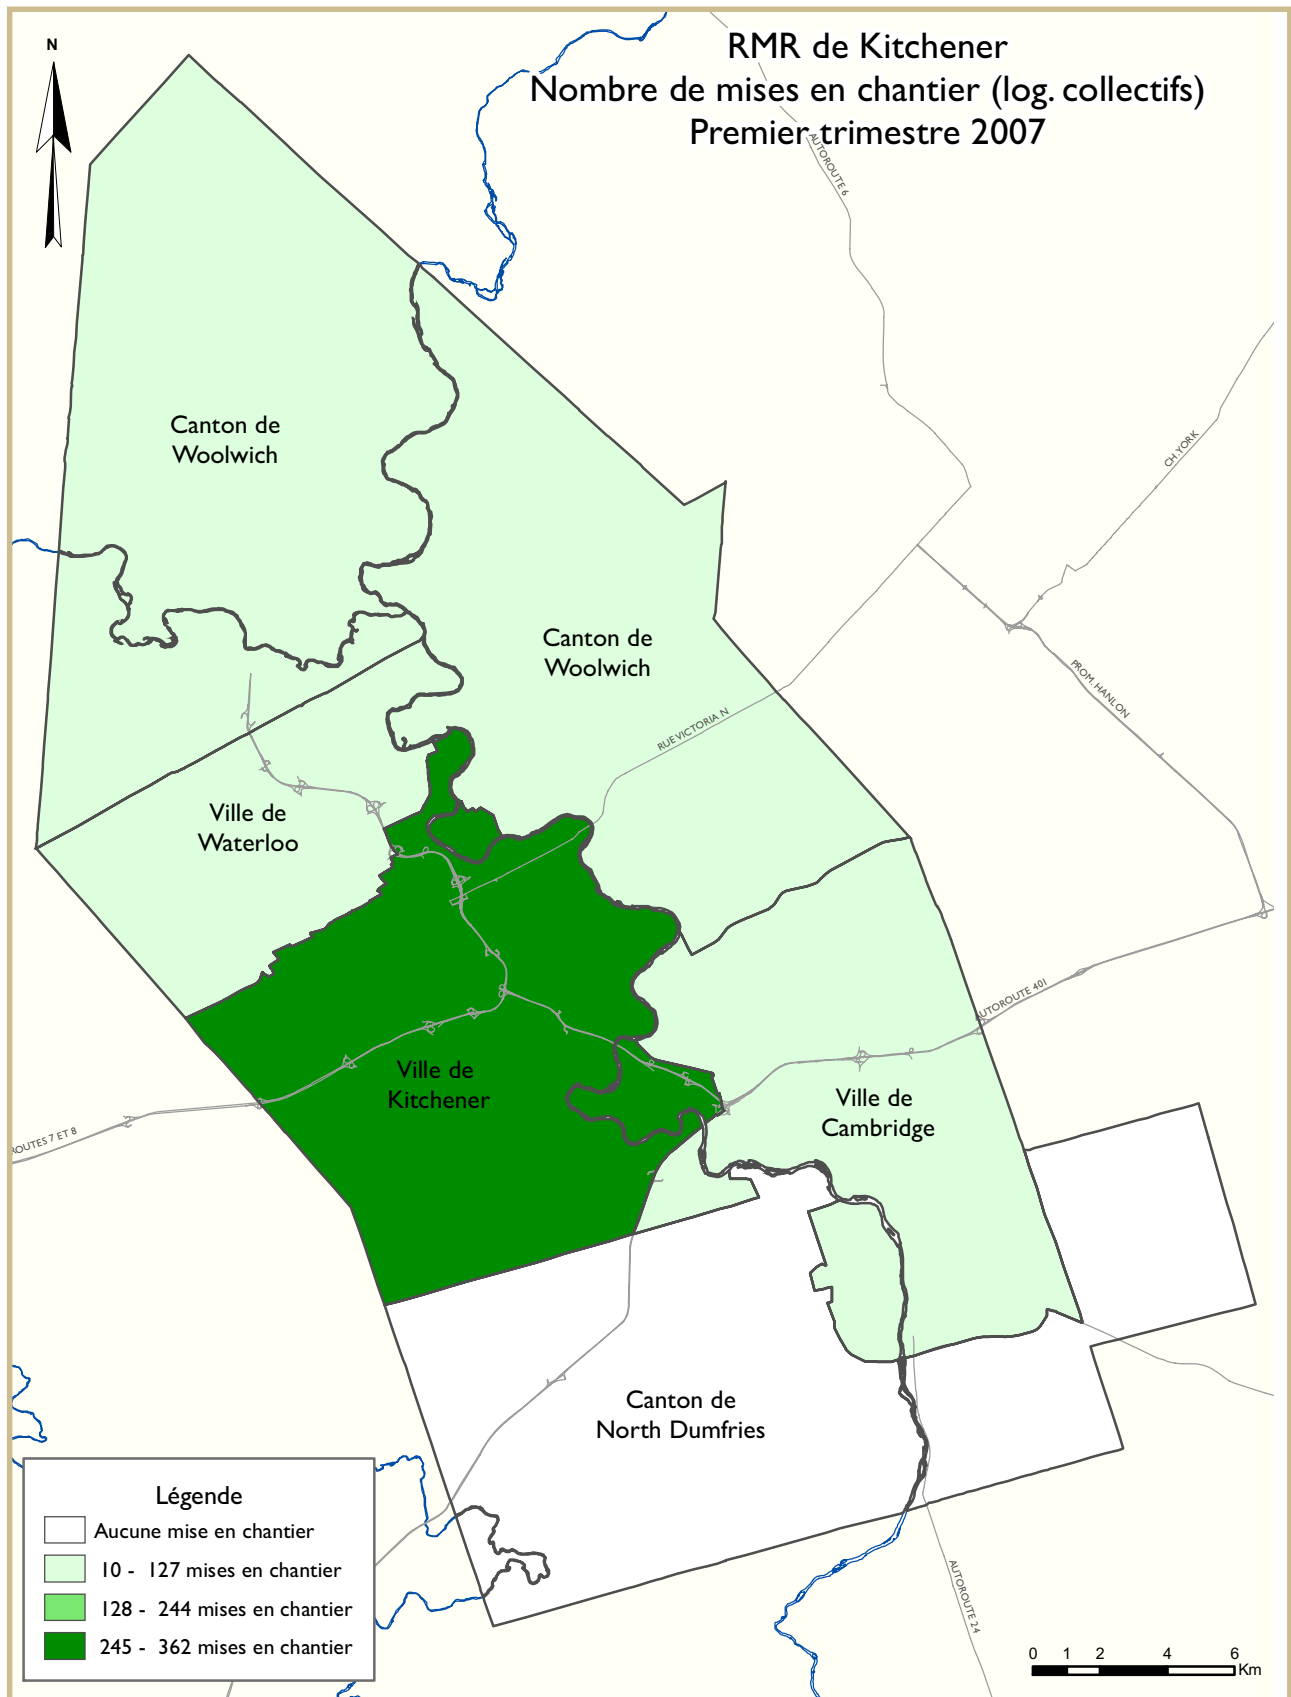 N
RMR de Kitchener
Nombre de mises en chantier (log. collectifs)
Premier trimestre 2007
AUTOROUTE 6
CH. YORK
Canton de
Woolwich
Canton de
Woolwich
PROM. HANLON
RUE VICTORIA N
Ville de
Waterloo
AUTOROUTE 401
Ville de
Kitchener
Ville de
Cambridge
ROUTES 7 ET 8
Canton de
North Dumfries
Légende
Aucune mise en chantier
10 - 127 mises en chantier
128 - 244 mises en chantier
245 - 362 mises en chantier
AUTOROUTE 24
0 1 2 4 6
Km